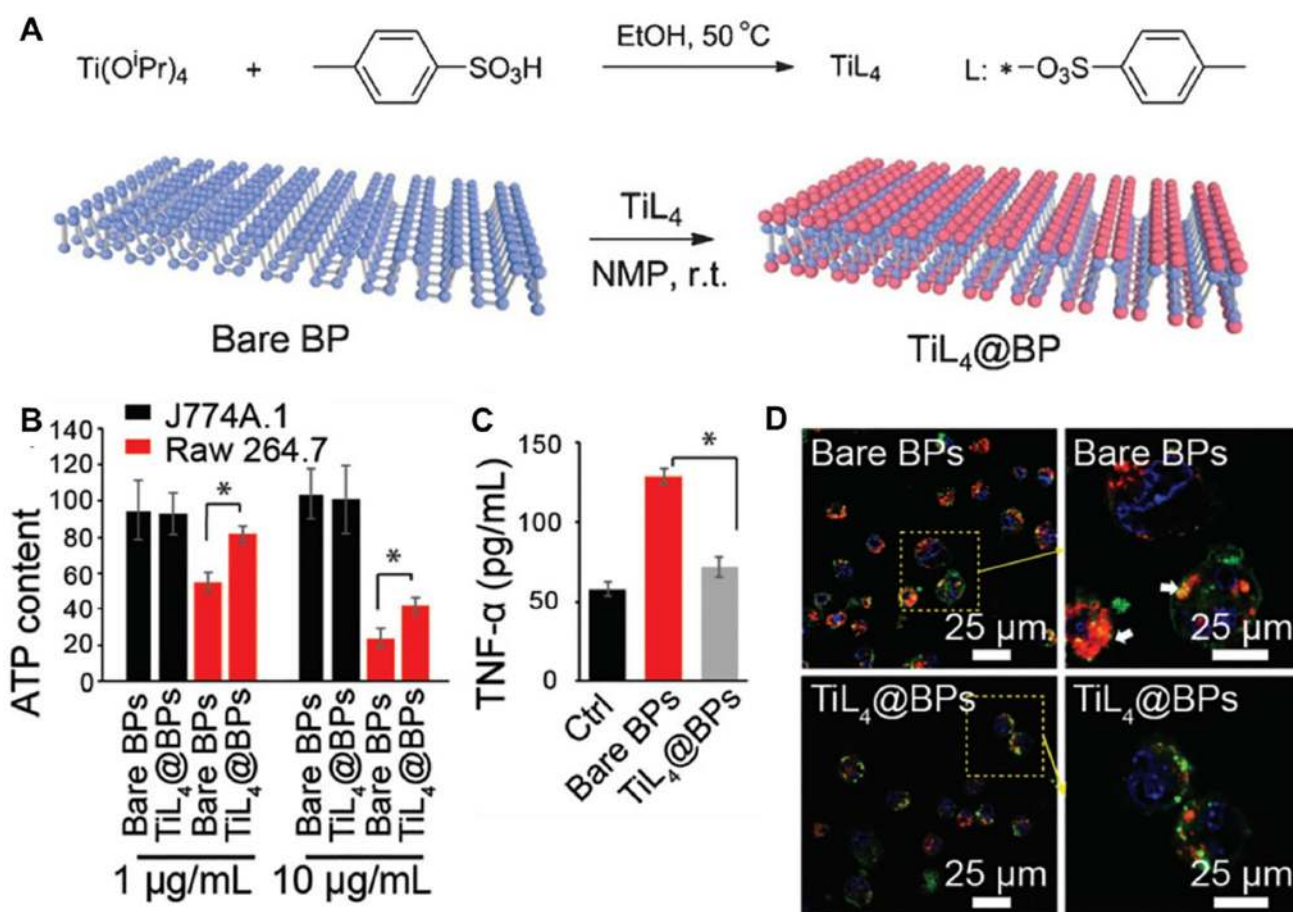 A
Ti(OⁱPr)₄ + SO₃H EtOH, 50 °C TiL₄ L: * O₃S
Bare BP
TiL₄
NMP, r.t.
TiL₄@BP
B
J774A.1
Raw 264.7
ATP content
140
120
100
80
60
40
20
0
*
*
Bare BPs
TiL₄@BPs
Bare BPs
TiL₄@BPs
Bare BPs
TiL₄@BPs
Bare BPs
TiL₄@BPs
1 µg/mL
10 µg/mL
C
TNF-α (pg/mL)
150
100
50
0
*
Ctrl
Bare BPs
TiL₄@BPs
D
Bare BPs
25 µm
Bare BPs
25 µm
TiL₄@BPs
25 µm
TiL₄@BPs
25 µm